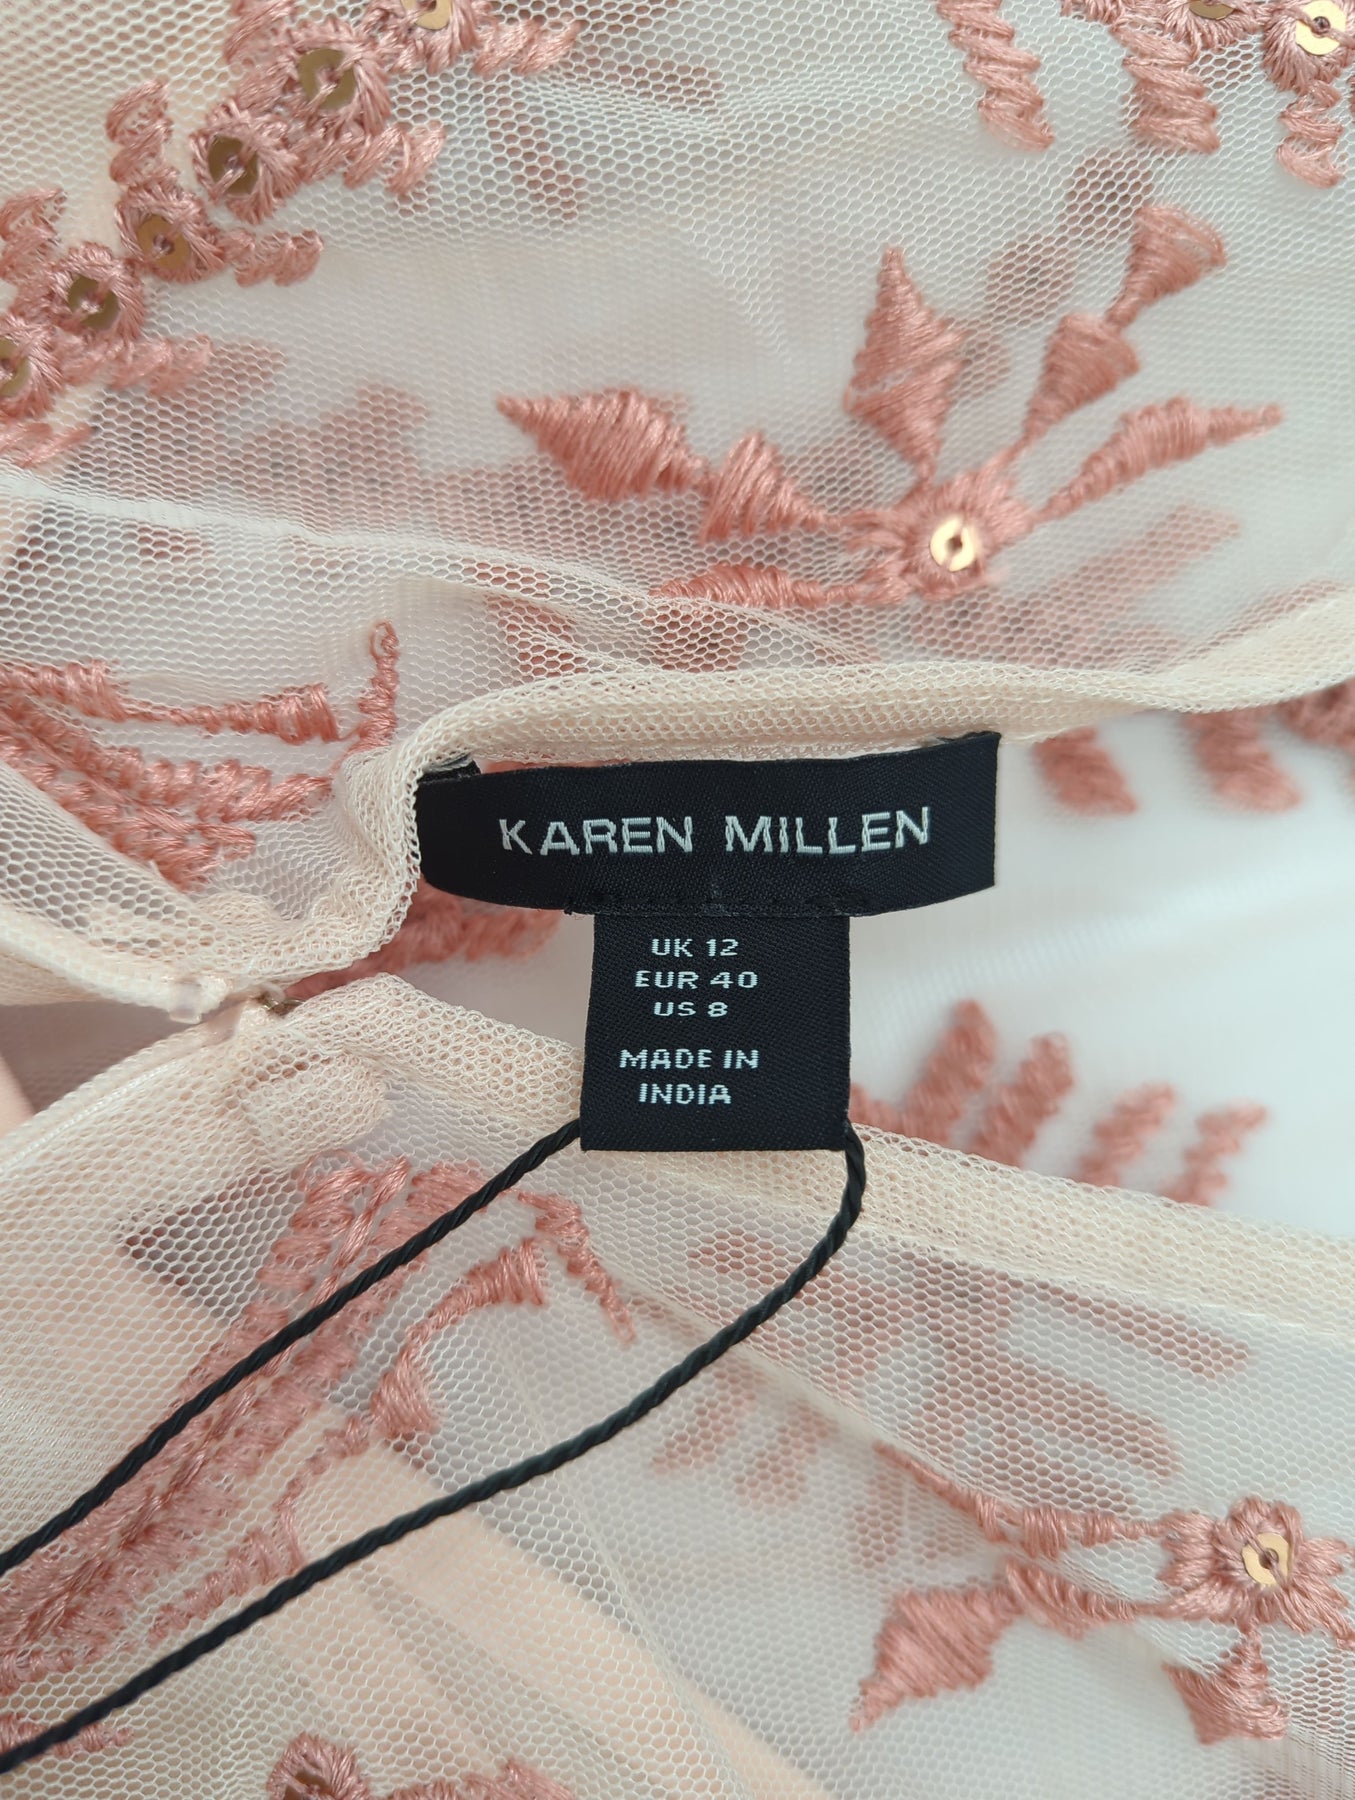 KAREN MILLEN
UK 12
EUR 40
US 8
MADE IN
INDIA